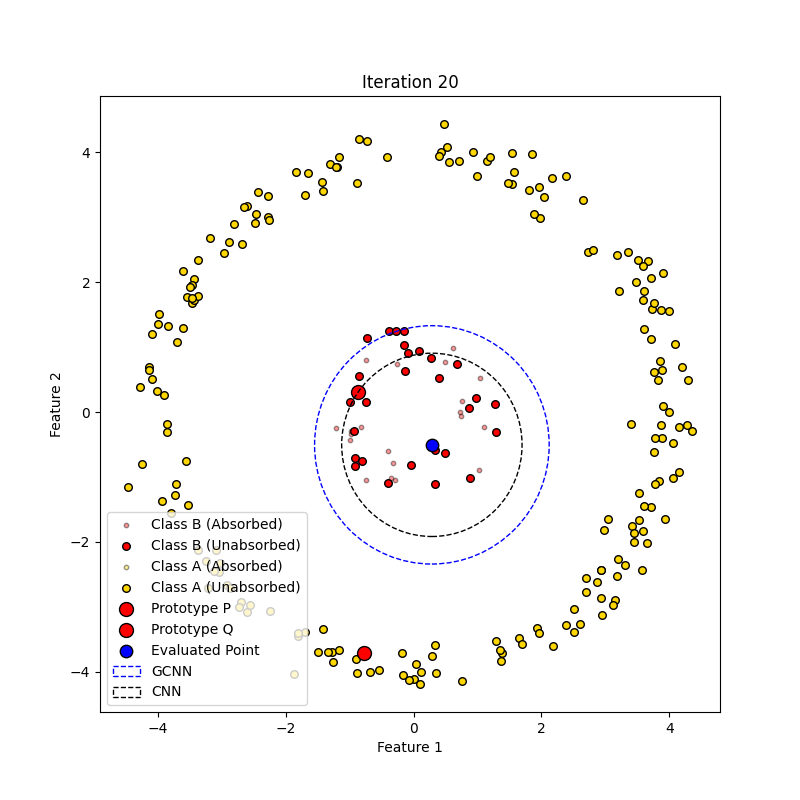 Iteration 20
Feature 2
4
2
0
−2
−4
Class B (Absorbed)
Class B (Unabsorbed)
Class A (Absorbed)
Class A (Unabsorbed)
Prototype P
Prototype Q
Evaluated Point
GCNN
CNN
−4
−2
0
2
4
Feature 1